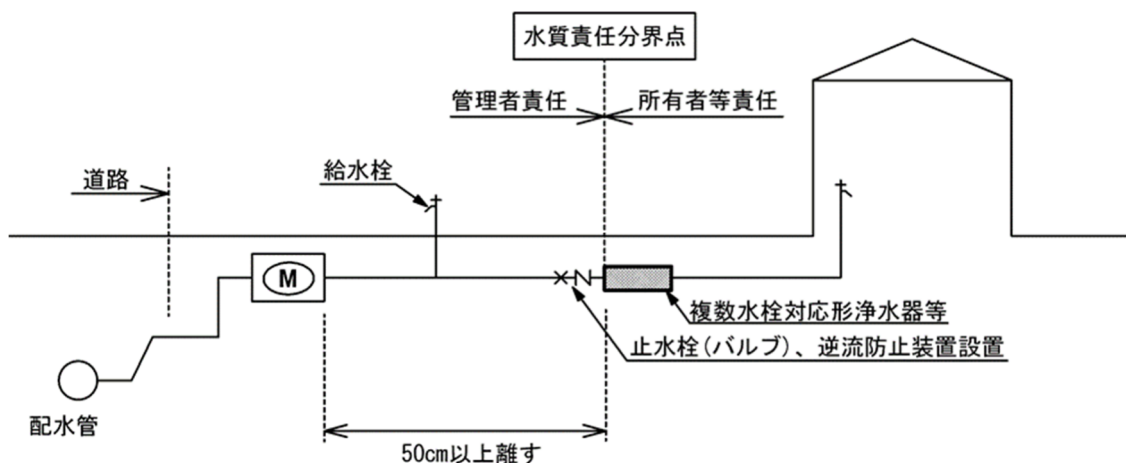 水質責任分界点
管理者責任
所有者等責任
道路
給水栓
M
複数水栓対応形浄水器等
止水栓(バルブ)、逆流防止装置設置
配水管
50cm以上離す